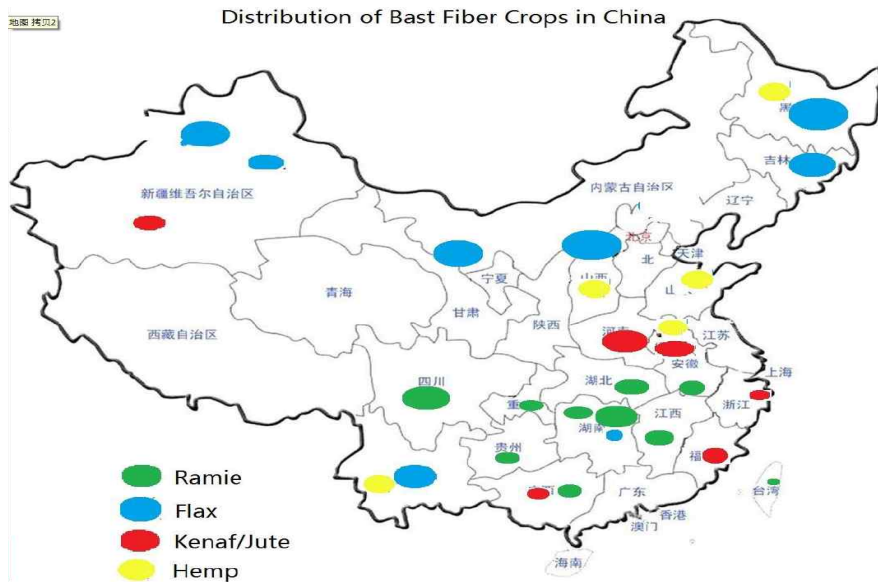 Distribution of Bast Fiber Crops in China
地图 拷贝2
黑
吉林
内蒙古自治区
辽宁
新疆维吾尔自治区
北京
天津
北
宁夏
山西
山
青海
甘肃
陕西
河南
江苏
西藏自治区
安徽
上海
四川
湖北
重
浙江
江西
湖南
贵州
福
广西
广东
台湾
香港
澳门
海南
Ramie
Flax
Kenaf/Jute
Hemp